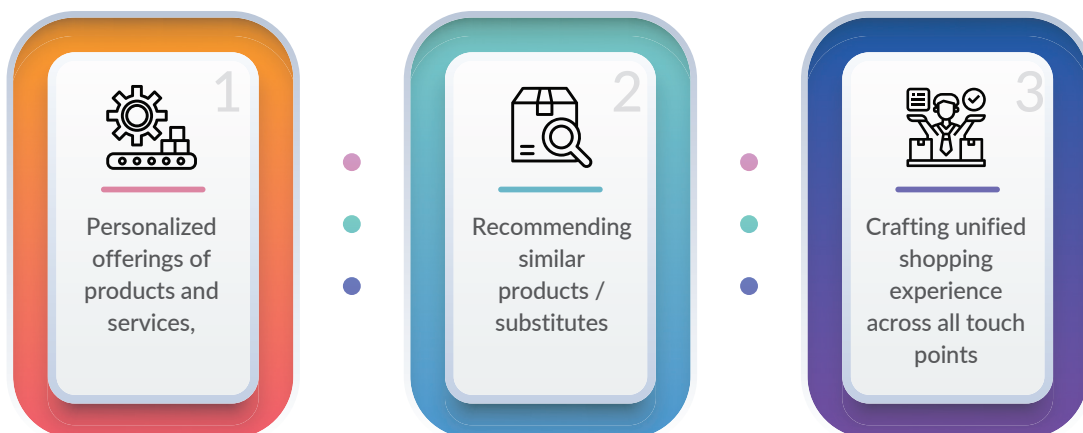 1
Personalized
offerings of
products and
services,
2
Recommending
similar
products /
substitutes
3
Crafting unified
shopping
experience
across all touch
points